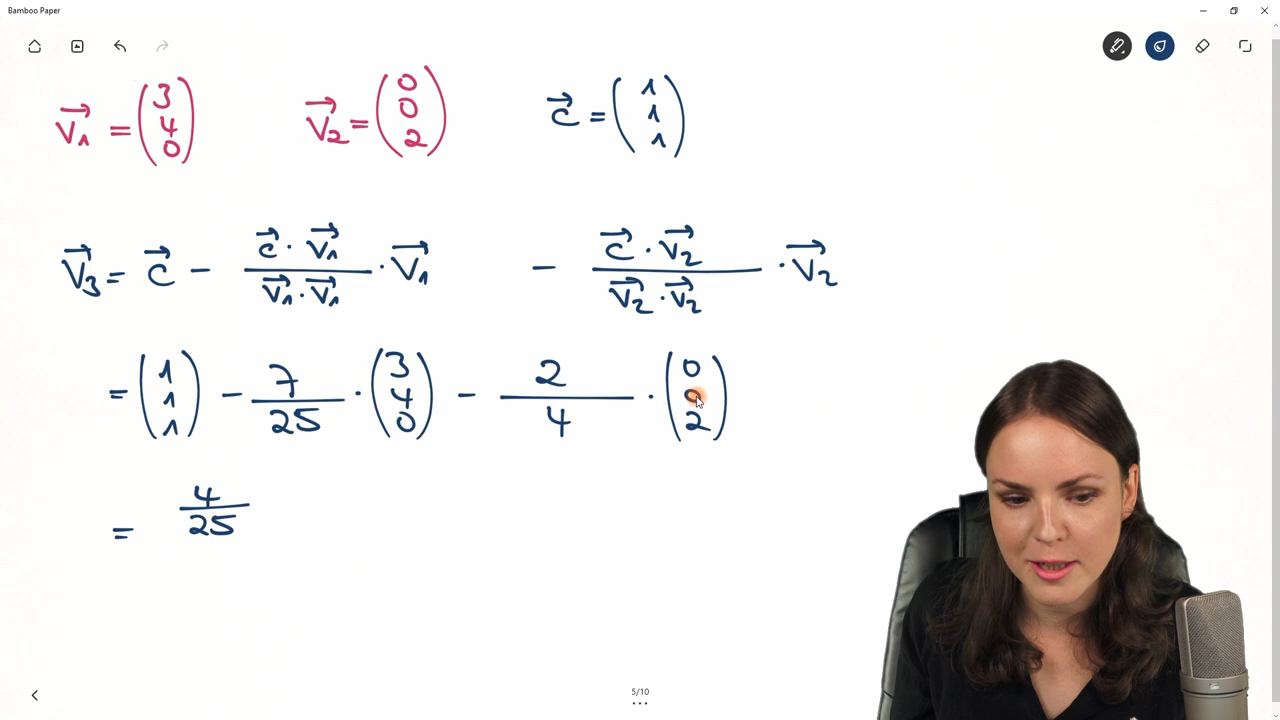 Bamboo Paper
v₁ = (3 4 0) v₂ = (0 0 2) c = (1 1 1)
v₃ = c - (c · v₁)/(v₁ · v₁) · v₁ - (c · v₂)/(v₂ · v₂) · v₂
= (1 1 1) - 7/25 · (3 4 0) - 2/4 · (0 0 2)
= 4/25
5/10